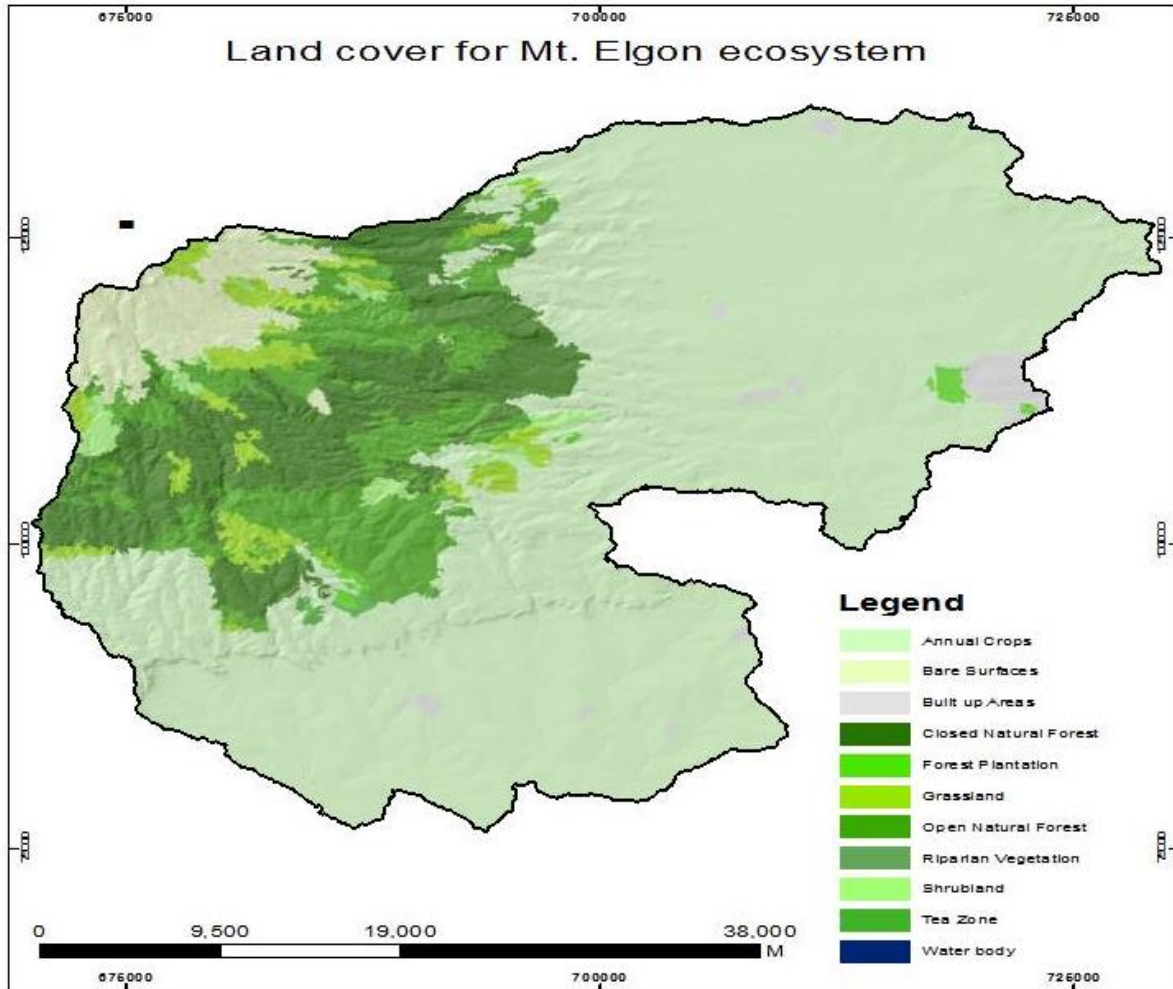 675000 700000 725000
Land cover for Mt. Elgon ecosystem
Legend
Annual Crops
Bare Surfaces
Built up Areas
Closed Natural Forest
Forest Plantation
Grassland
Open Natural Forest
Riparian Vegetation
Shrubland
Tea Zone
Water body
0 9,500 19,000 38,000
M
675000 700000 725000